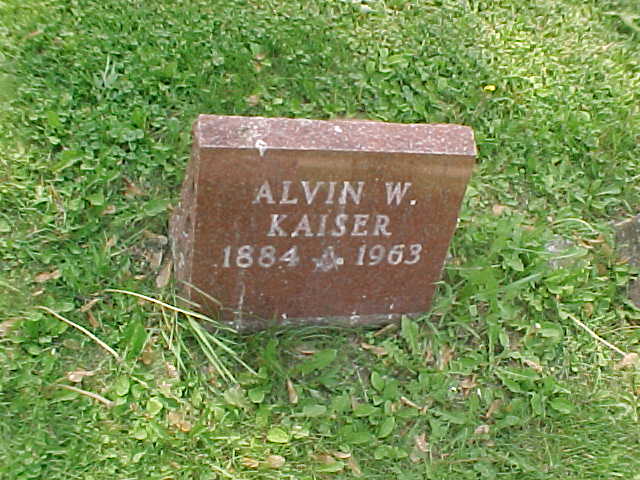 ALVIN W.
KAISER
1884 1963